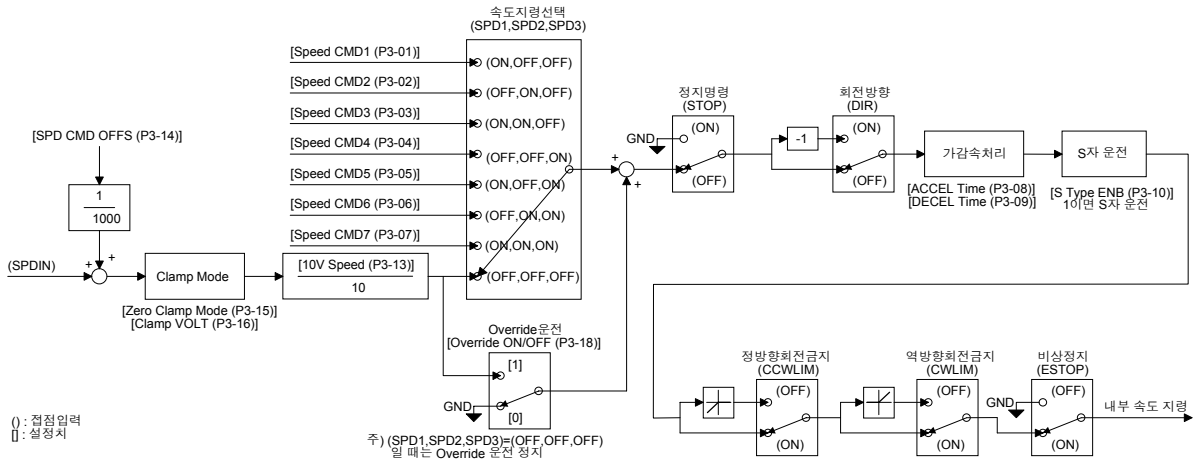 속도지령선택
(SPD1,SPD2,SPD3)
[Speed CMD1 (P3-01)]
(ON,OFF,OFF)
[Speed CMD2 (P3-02)]
(OFF,ON,OFF)
[Speed CMD3 (P3-03)]
(ON,ON,OFF)
[Speed CMD4 (P3-04)]
(OFF,OFF,ON)
[Speed CMD5 (P3-05)]
(ON,OFF,ON)
[Speed CMD6 (P3-06)]
(OFF,ON,ON)
[Speed CMD7 (P3-07)]
(ON,ON,ON)
(OFF,OFF,OFF)
[SPD CMD OFFS (P3-14)]
1
1000
(SPDIN)
+
+
Clamp Mode
[Zero Clamp Mode (P3-15)]
[Clamp VOLT (P3-16)]
[10V Speed (P3-13)]
10
Override운전
[Override ON/OFF (P3-18)]
[1]
GND
[0]
주) (SPD1,SPD2,SPD3)=(OFF,OFF,OFF)
일 때는 Override 운전 정지
+
+
정지명령
(STOP)
GND
(ON)
(OFF)
-1
회전방향
(DIR)
(ON)
(OFF)
가감속처리
[ACCEL Time (P3-08)]
[DECEL Time (P3-09)]
S자 운전
[S Type ENB (P3-10)]
1이면 S자 운전
정방향회전금지
(CCWLIM)
(OFF)
(ON)
역방향회전금지
(CWLIM)
(OFF)
(ON)
비상정지
(ESTOP)
GND
(OFF)
(ON)
내부 속도 지령
() : 접점입력
[] : 설정치